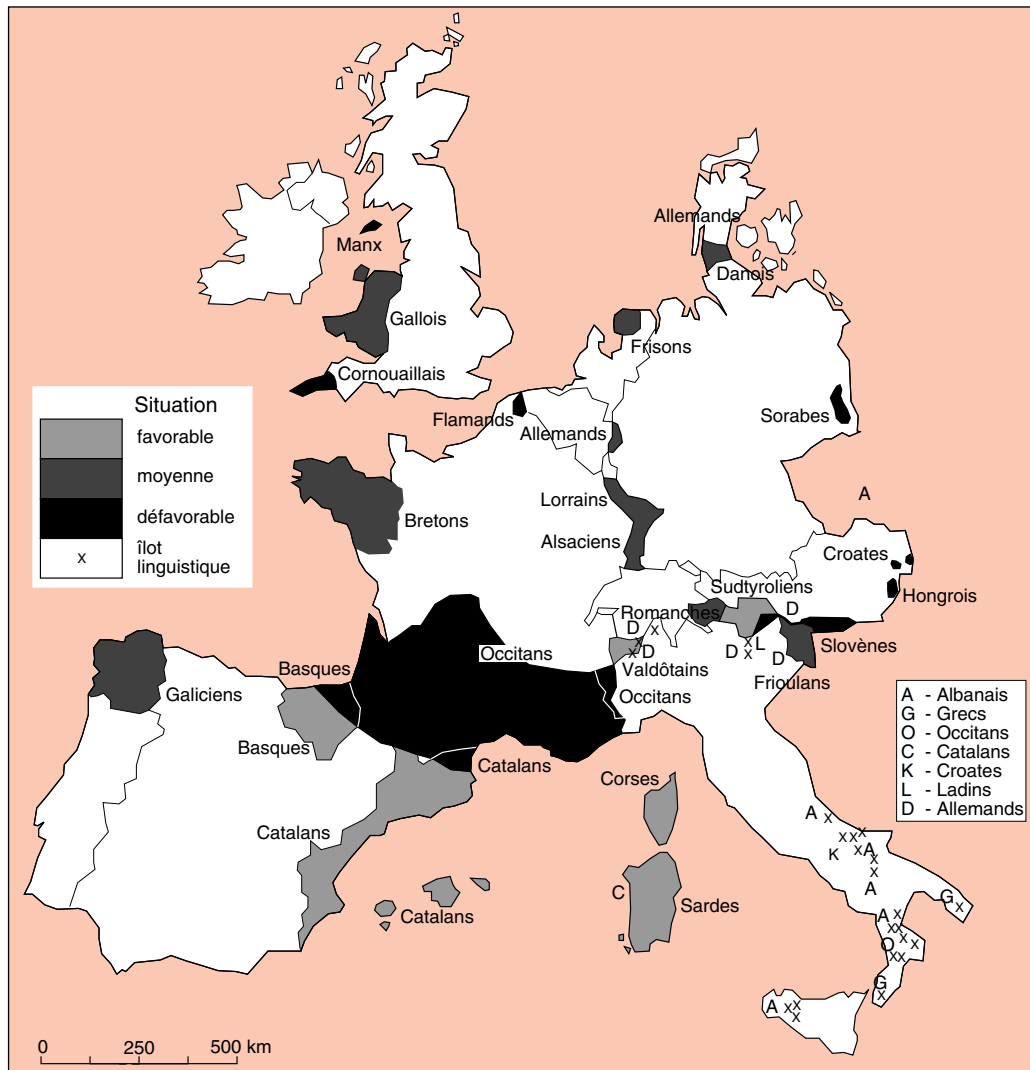 Allemands
Manx
Danois
Gallois
Frisons
Cornouaillais
Situation
favorable
moyenne
défavorable
x
îlot
linguistique
Flamands
Allemands
Sorabes
A
Lorrains
Bretons
Alsaciens
Croates
Sudtyroliens
Hongrois
Romanches
D
D
x
x
D
x
Occitans
Valdôtains
x
D
L
x
D
Slovènes
Frioulans
Basques
Galiciens
Occitans
Basques
Catalans
A - Albanais
G - Grecs
O - Occitans
C - Catalans
K - Croates
L - Ladins
D - Allemands
Corses
Catalans
A x
x
x x x
K
x A
x
x
A
C
Sardes
Catalans
G x
A x
x x
O x x
x x
G
x
A x x
x
0 250 500 km